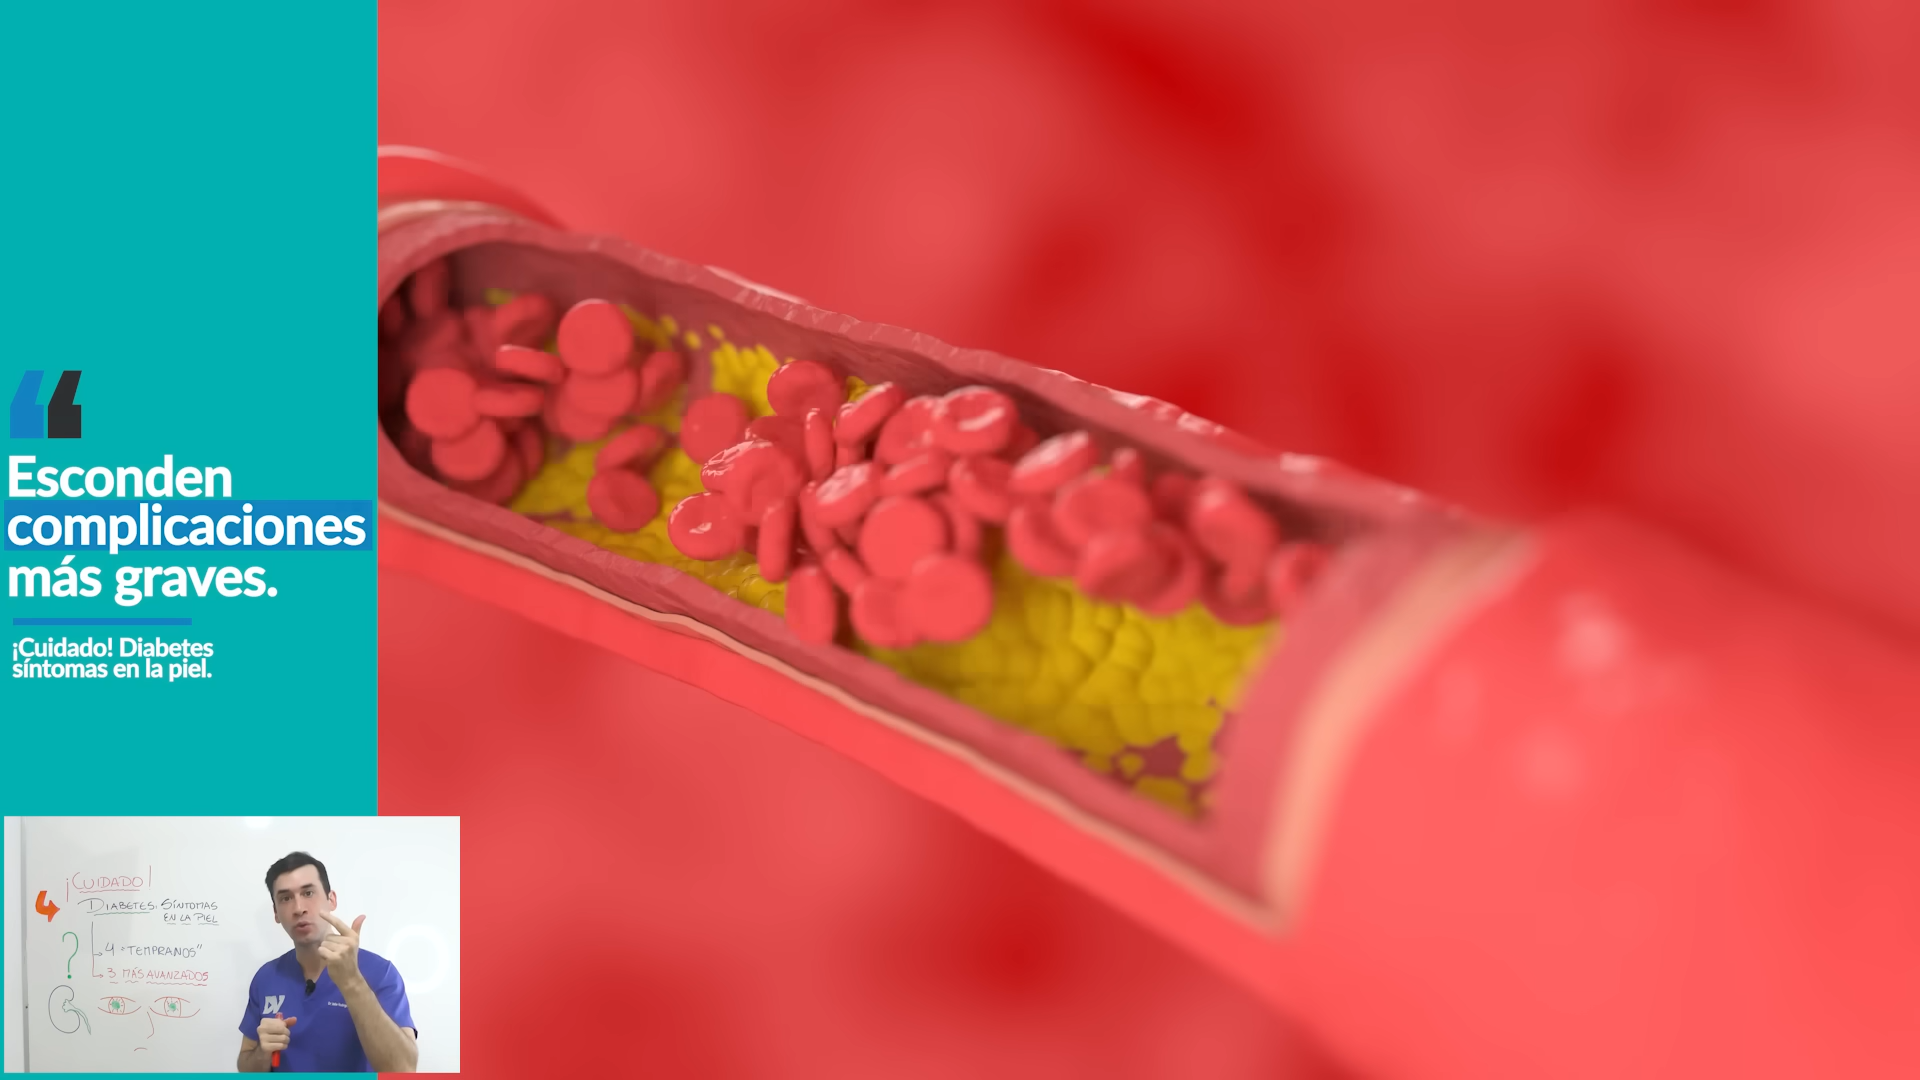 Esconden
complicaciones
más graves.
¡Cuidado! Diabetes
síntomas en la piel.
¡CUIDADO!
DIABETES: SÍNTOMAS
EN LA PIEL
?
4 "TEMPRANOS"
3 MÁS AVANZADOS
DV